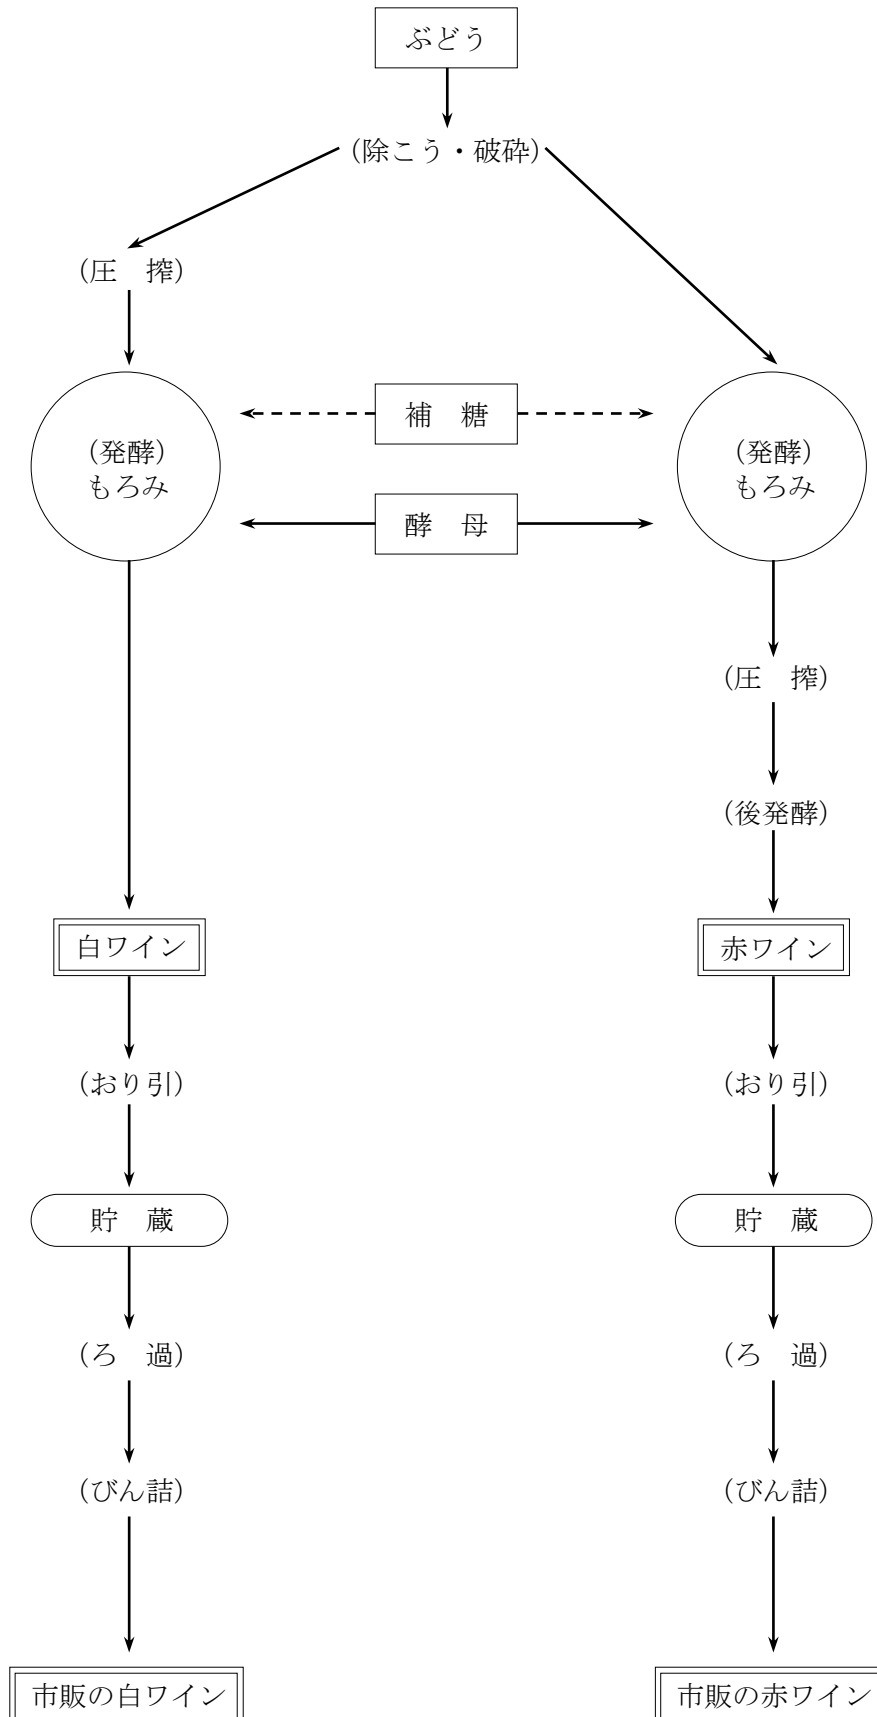 ぶどう
(除こう・破砕)
(圧　搾)
(発酵)
もろみ
補　糖
酵　母
(発酵)
もろみ
(圧　搾)
(後発酵)
白ワイン
赤ワイン
(おり引)
(おり引)
貯　蔵
貯　蔵
(ろ　過)
(ろ　過)
(びん詰)
(びん詰)
市販の白ワイン
市販の赤ワイン